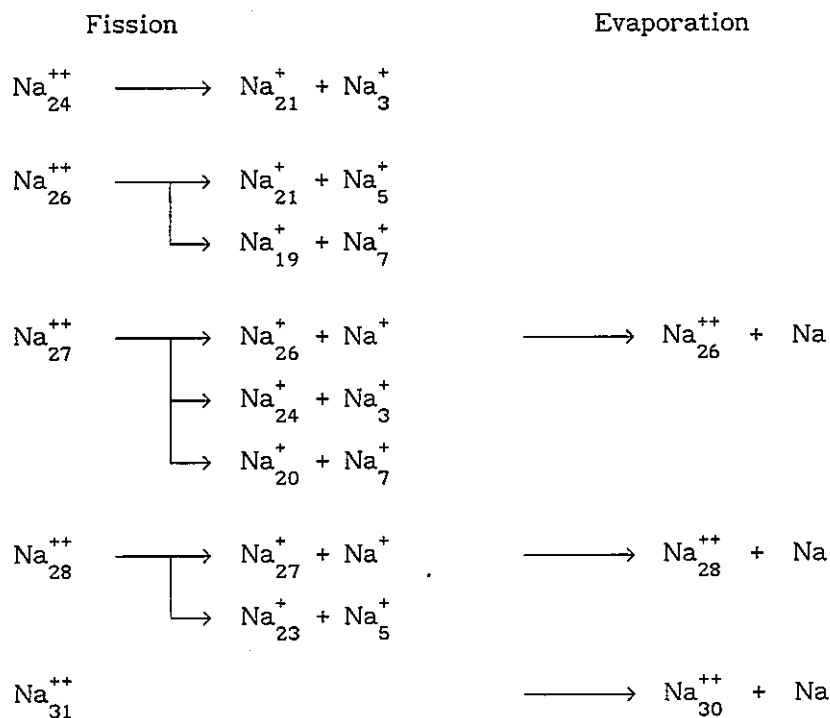 Fission Evaporation
Na₂₄⁺⁺ ⟶ Na₂₁⁺ + Na₃⁺
Na₂₆⁺⁺ ⟶ Na₂₁⁺ + Na₅⁺
Na₁₉⁺ + Na₇⁺
Na₂₇⁺⁺ ⟶ Na₂₆⁺ + Na⁺ ⟶ Na₂₆⁺⁺ + Na
Na₂₄⁺ + Na₃⁺
Na₂₀⁺ + Na₇⁺
Na₂₈⁺⁺ ⟶ Na₂₇⁺ + Na⁺ ⟶ Na₂₈⁺⁺ + Na
Na₂₃⁺ + Na₅⁺
Na₃₁⁺⁺ ⟶ Na₃₀⁺⁺ + Na